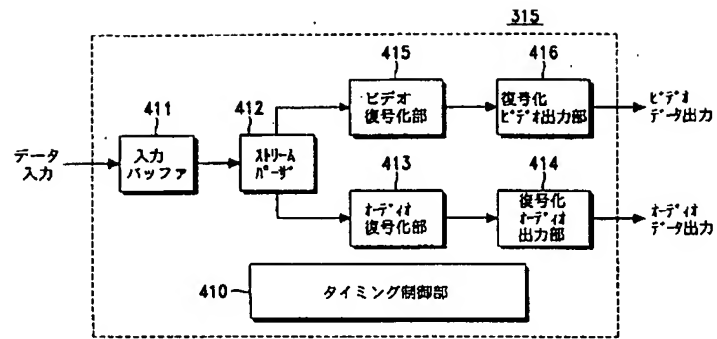 315
415
ビデオ
復号化部
416
復号化
ビデオ出力部
ビデオ
データ出力
411
412
データ
入力
入力
バッファ
ストリーム
パーザ
413
オーディオ
復号化部
414
復号化
オーディオ
出力部
オーディオ
データ出力
410
タイミング制御部